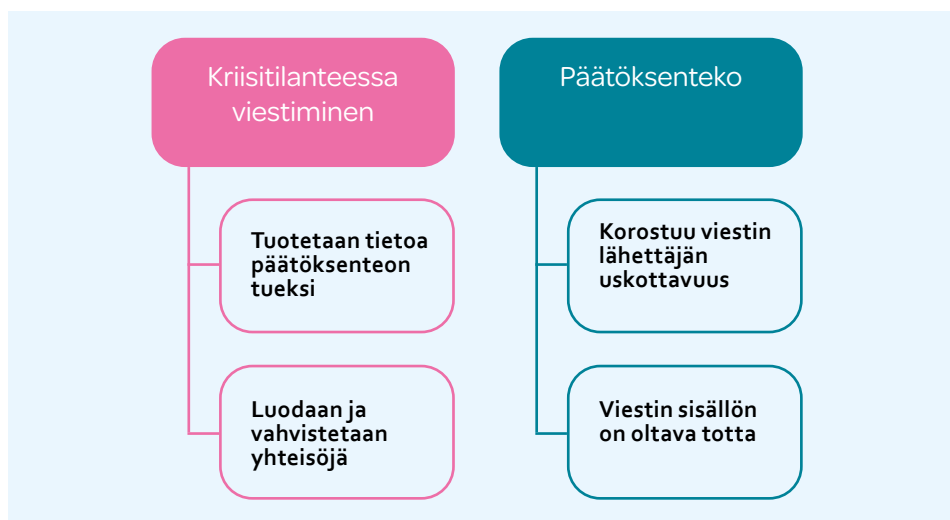 Kriisitilanteessa
viestiminen
Tuotetaan tietoa
päätöksenteon
tueksi
Luodaan ja
vahvistetaan
yhteisöjä
Päätöksenteko
Korostuu viestin
lähettäjän
uskottavuus
Viestin sisällön
on oltava totta